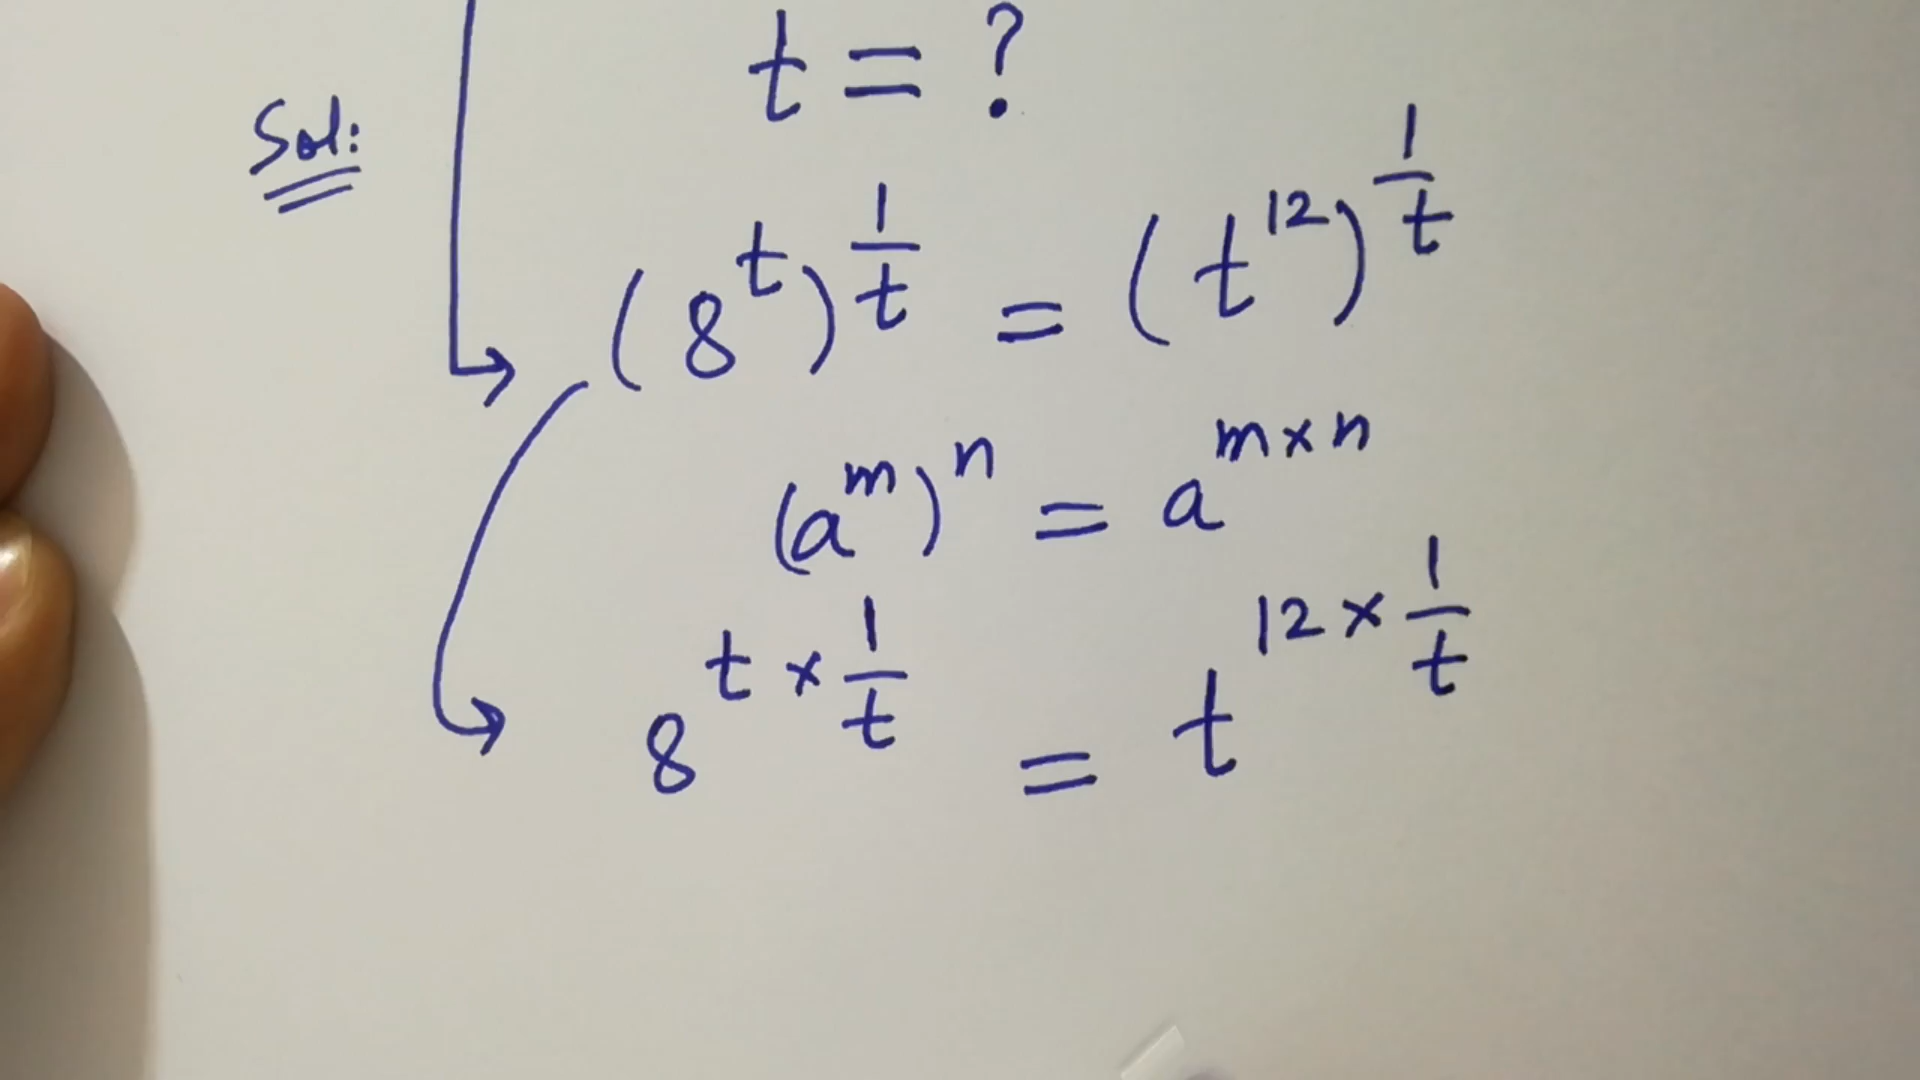 t = ?
Sol:
(8^t)^(1/t) = (t^12)^(1/t)
(a^m)^n = a^(m×n)
8^(t×1/t) = t^(12×1/t)